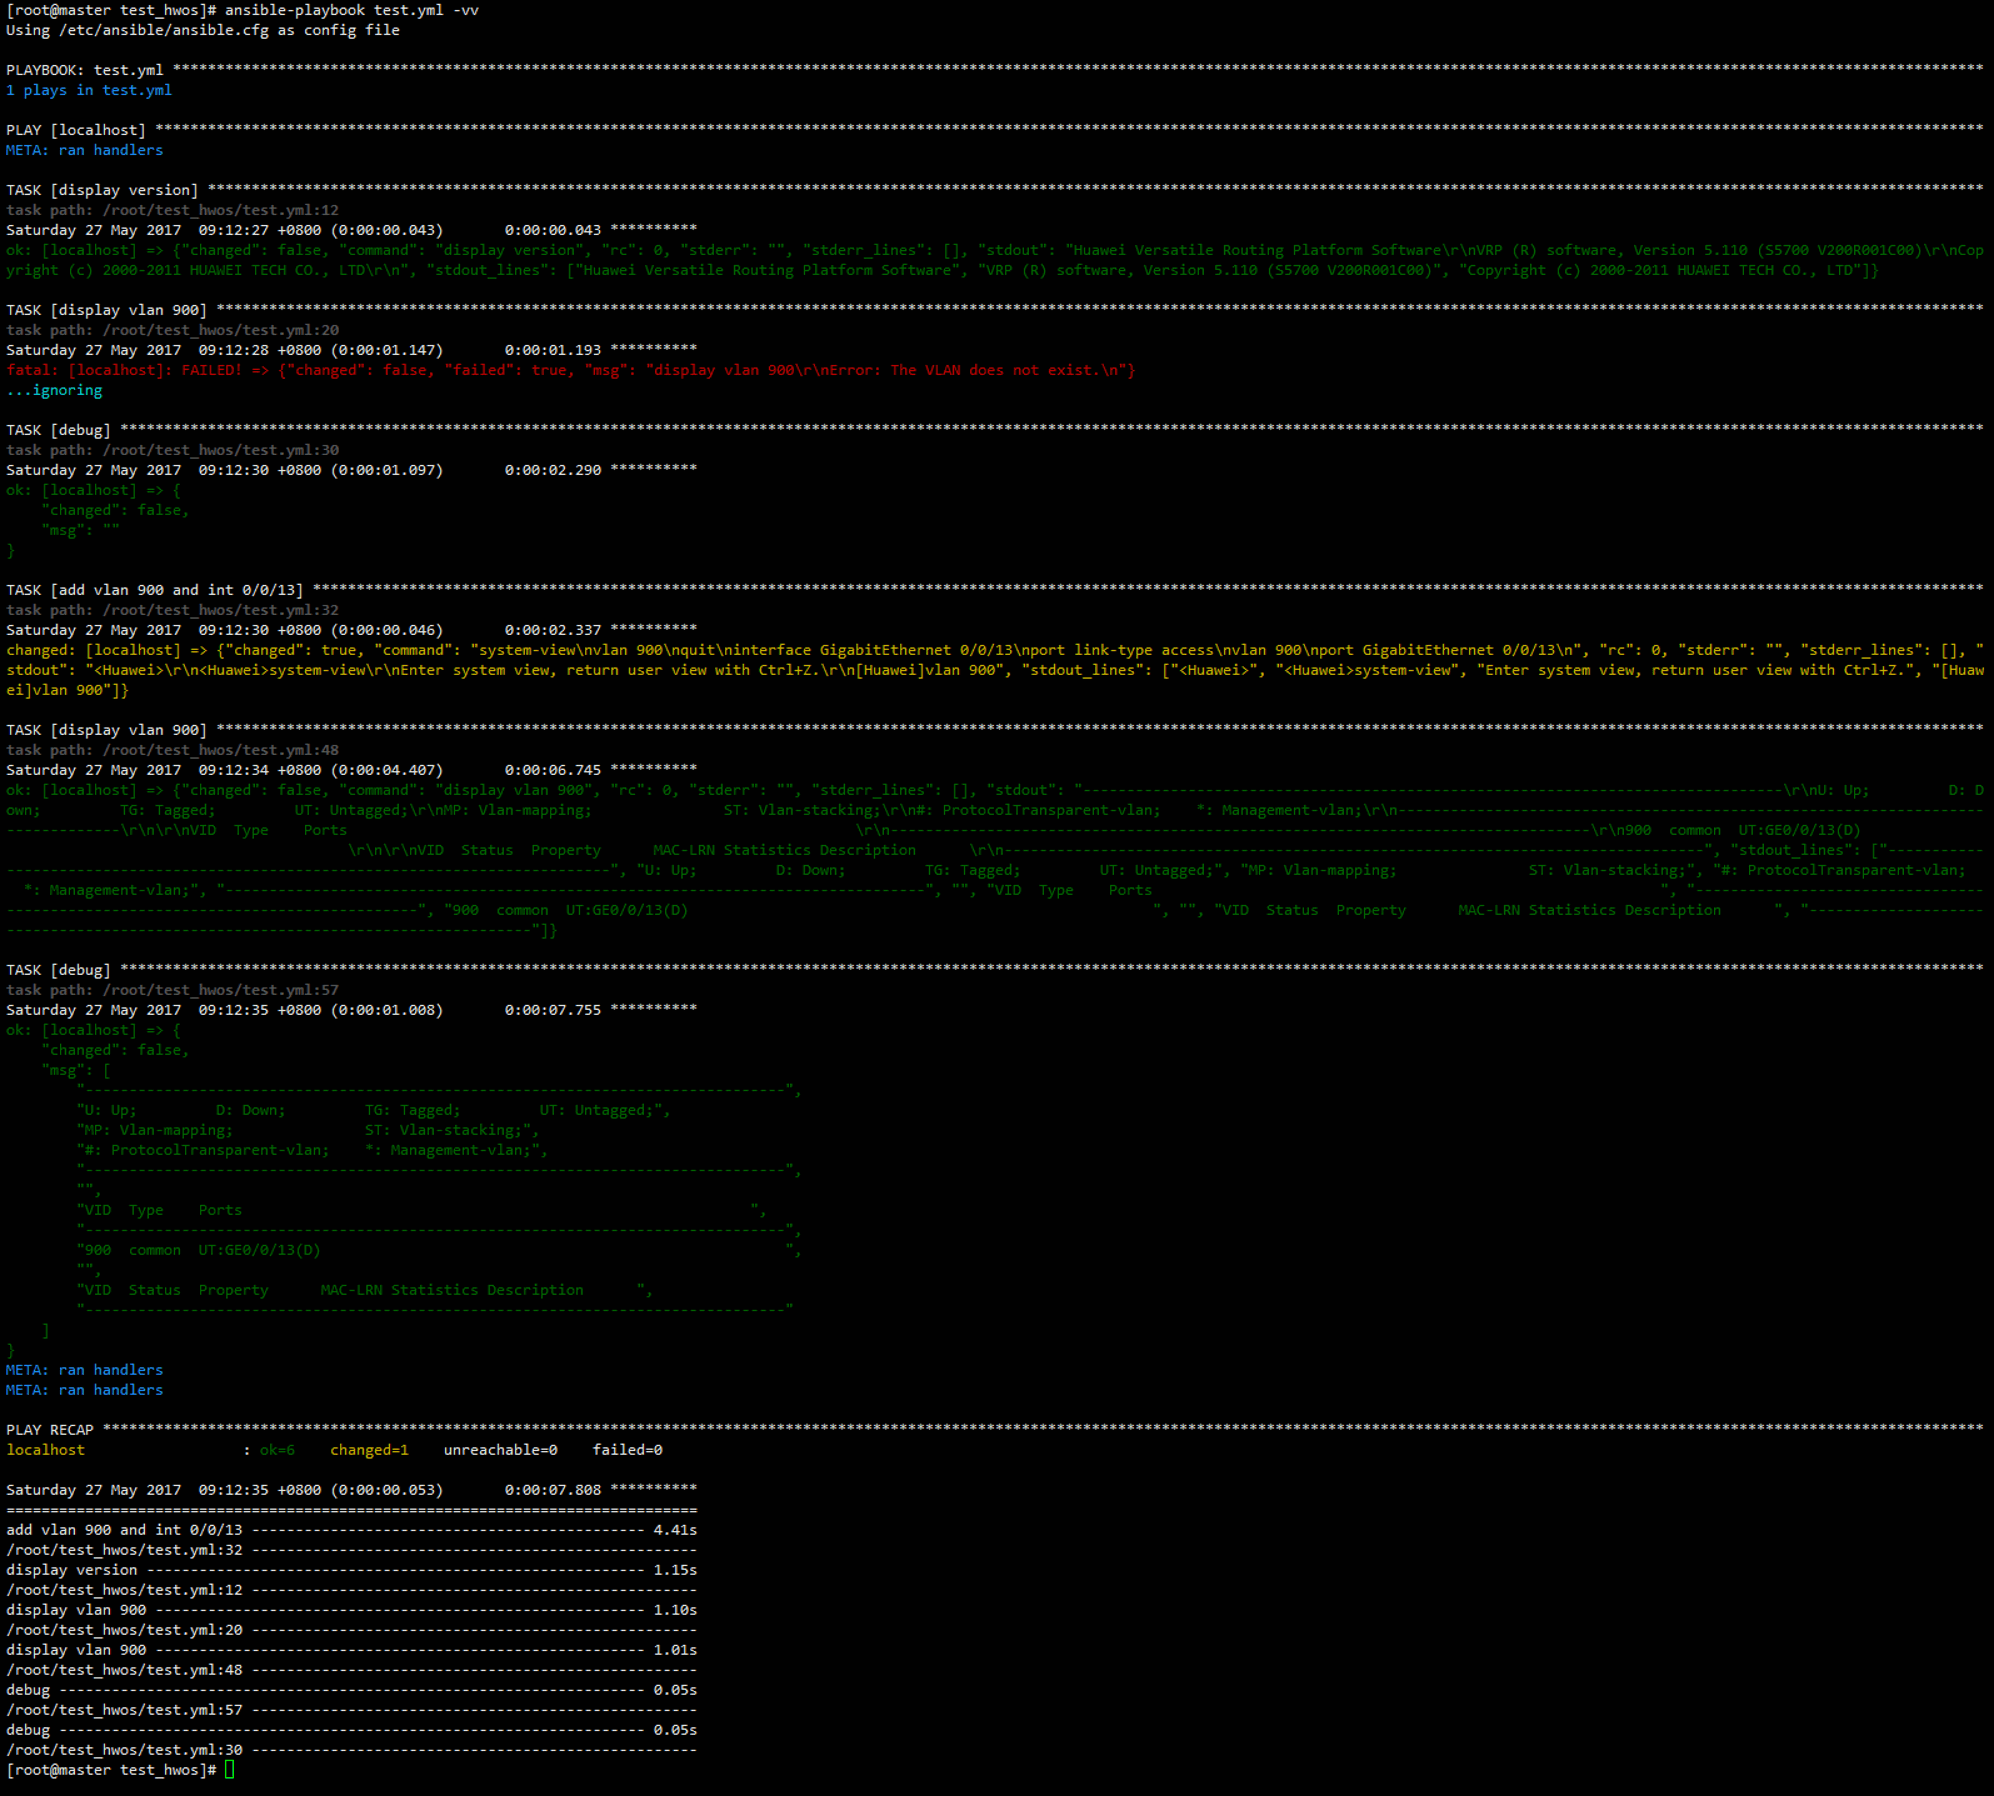 [root@master test_hwos]# ansible-playbook test.yml -vv
Using /etc/ansible/ansible.cfg as config file
PLAYBOOK: test.yml ***************************************************************************************************************************************************************************************************************
1 plays in test.yml
PLAY [localhost] *****************************************************************************************************************************************************************************************************************
META: ran handlers
TASK [display version] ***********************************************************************************************************************************************************************************************************
task path: /root/test_hwos/test.yml:12
Saturday 27 May 2017  09:12:27 +0800 (0:00:00.043)       0:00:00.043 **********
ok: [localhost] => {"changed": false, "command": "display version", "rc": 0, "stderr": "", "stderr_lines": [], "stdout": "Huawei Versatile Routing Platform Software\r\nVRP (R) software, Version 5.110 (S5700 V200R001C00)\r\nCop
yright (c) 2000-2011 HUAWEI TECH CO., LTD\r\n", "stdout_lines": ["Huawei Versatile Routing Platform Software", "VRP (R) software, Version 5.110 (S5700 V200R001C00)", "Copyright (c) 2000-2011 HUAWEI TECH CO., LTD"]}
TASK [display vlan 900] **********************************************************************************************************************************************************************************************************
task path: /root/test_hwos/test.yml:20
Saturday 27 May 2017  09:12:28 +0800 (0:00:01.147)       0:00:01.193 **********
fatal: [localhost]: FAILED! => {"changed": false, "failed": true, "msg": "display vlan 900\r\nError: The VLAN does not exist.\n"}
...ignoring
TASK [debug] *********************************************************************************************************************************************************************************************************************
task path: /root/test_hwos/test.yml:30
Saturday 27 May 2017  09:12:30 +0800 (0:00:01.097)       0:00:02.290 **********
ok: [localhost] => {
    "changed": false,
    "msg": ""
}
TASK [add vlan 900 and int 0/0/13] ***********************************************************************************************************************************************************************************************
task path: /root/test_hwos/test.yml:32
Saturday 27 May 2017  09:12:30 +0800 (0:00:00.046)       0:00:02.337 **********
changed: [localhost] => {"changed": true, "command": "system-view\nvlan 900\nquit\ninterface GigabitEthernet 0/0/13\nport link-type access\nvlan 900\nport GigabitEthernet 0/0/13\n", "rc": 0, "stderr": "", "stderr_lines": [], "
stdout": "<Huawei>\r\n<Huawei>system-view\r\nEnter system view, return user view with Ctrl+Z.\r\n[Huawei]vlan 900", "stdout_lines": ["<Huawei>", "<Huawei>system-view", "Enter system view, return user view with Ctrl+Z.", "[Huaw
ei]vlan 900"]}
TASK [display vlan 900] **********************************************************************************************************************************************************************************************************
task path: /root/test_hwos/test.yml:48
Saturday 27 May 2017  09:12:34 +0800 (0:00:04.407)       0:00:06.745 **********
ok: [localhost] => {"changed": false, "command": "display vlan 900", "rc": 0, "stderr": "", "stderr_lines": [], "stdout": "--------------------------------------------------------------------------------\r\nU: Up;         D: D
own;         TG: Tagged;         UT: Untagged;\r\nMP: Vlan-mapping;               ST: Vlan-stacking;\r\n#: ProtocolTransparent-vlan;    *: Management-vlan;\r\n-------------------------------------------------------------------
-------------\r\n\r\nVID  Type    Ports                                                          \r\n--------------------------------------------------------------------------------\r\n900  common  UT:GE0/0/13(D)
                                       \r\n\r\nVID  Status  Property      MAC-LRN Statistics Description      \r\n--------------------------------------------------------------------------------", "stdout_lines": ["-----------
---------------------------------------------------------------------", "U: Up;         D: Down;         TG: Tagged;         UT: Untagged;", "MP: Vlan-mapping;               ST: Vlan-stacking;", "#: ProtocolTransparent-vlan;
  *: Management-vlan;", "--------------------------------------------------------------------------------", "", "VID  Type    Ports                                                          ", "---------------------------------
-----------------------------------------------", "900  common  UT:GE0/0/13(D)                                                     ", "", "VID  Status  Property      MAC-LRN Statistics Description      ", "--------------------
------------------------------------------------------------"]}
TASK [debug] *********************************************************************************************************************************************************************************************************************
task path: /root/test_hwos/test.yml:57
Saturday 27 May 2017  09:12:35 +0800 (0:00:01.008)       0:00:07.755 **********
ok: [localhost] => {
    "changed": false,
    "msg": [
        "--------------------------------------------------------------------------------",
        "U: Up;         D: Down;         TG: Tagged;         UT: Untagged;",
        "MP: Vlan-mapping;               ST: Vlan-stacking;",
        "#: ProtocolTransparent-vlan;    *: Management-vlan;",
        "--------------------------------------------------------------------------------",
        "",
        "VID  Type    Ports                                                          ",
        "--------------------------------------------------------------------------------",
        "900  common  UT:GE0/0/13(D)                                                     ",
        "",
        "VID  Status  Property      MAC-LRN Statistics Description      ",
        "--------------------------------------------------------------------------------"
    ]
}
META: ran handlers
META: ran handlers
PLAY RECAP ***********************************************************************************************************************************************************************************************************************
localhost                  : ok=6    changed=1    unreachable=0    failed=0
Saturday 27 May 2017  09:12:35 +0800 (0:00:00.053)       0:00:07.808 **********
===============================================================================
add vlan 900 and int 0/0/13 --------------------------------------------- 4.41s
/root/test_hwos/test.yml:32 ---------------------------------------------------
display version --------------------------------------------------------- 1.15s
/root/test_hwos/test.yml:12 ---------------------------------------------------
display vlan 900 -------------------------------------------------------- 1.10s
/root/test_hwos/test.yml:20 ---------------------------------------------------
display vlan 900 -------------------------------------------------------- 1.01s
/root/test_hwos/test.yml:48 ---------------------------------------------------
debug ------------------------------------------------------------------- 0.05s
/root/test_hwos/test.yml:57 ---------------------------------------------------
debug ------------------------------------------------------------------- 0.05s
/root/test_hwos/test.yml:30 ---------------------------------------------------
[root@master test_hwos]#